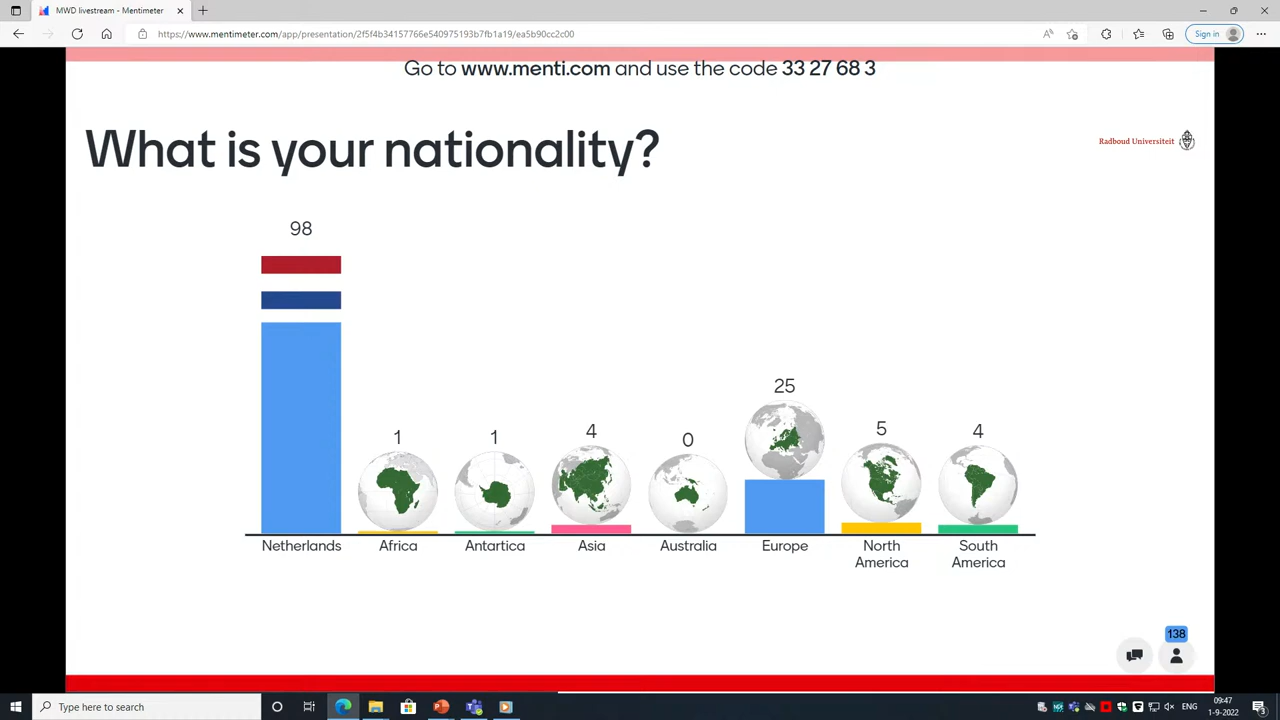 MWD livestream - Mentimeter
https://www.mentimeter.com/app/presentation/2f5f4b34157766e540975193b7fb1a19/ea5b90cc2c00
Sign in
Go to www.menti.com and use the code 33 27 68 3
What is your nationality?
Radboud Universiteit
98
1
1
4
0
25
5
4
Netherlands
Africa
Antartica
Asia
Australia
Europe
North
America
South
America
138
Type here to search
ENG
09:47
1-9-2022